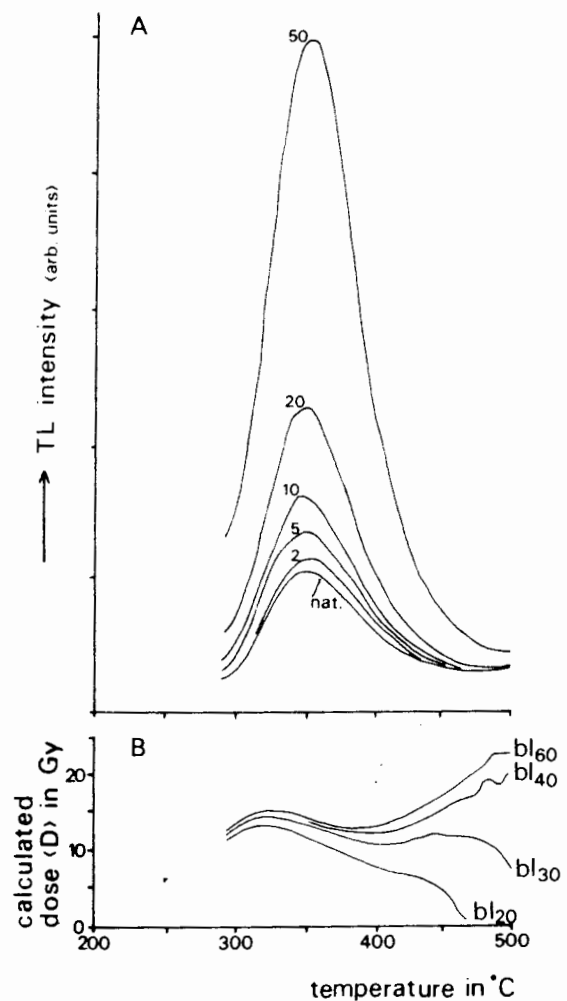 A
50
TL intensity (arb. units)
20
10
5
2
nat.
B
calculated
dose (D) in Gy
20
10
0
bl60
bl40
bl30
bl20
200
300
400
500
temperature in °C